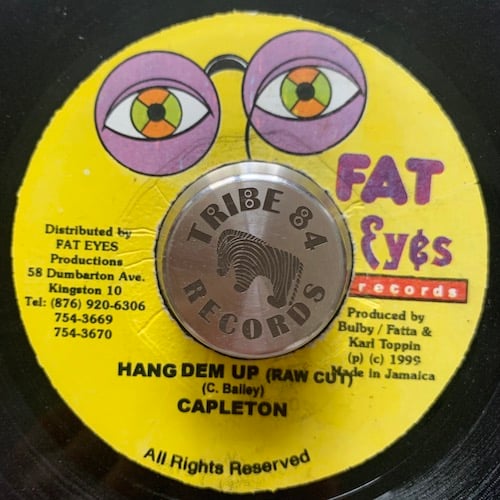 FAT
Eyes
records
TRIBE 84
RECORDS
Distributed by
FAT EYES
Productions
58 Dumbarton Ave.
Kingston 10
Tel: (876) 920-6306
754-3669
754-3670
Produced by
Bulby / Fatta &
Karl Toppin
(p) (c) 1999
Made in Jamaica
HANG DEM UP (RAW CUT)
(C. Bailey)
CAPLETON
All Rights Reserved